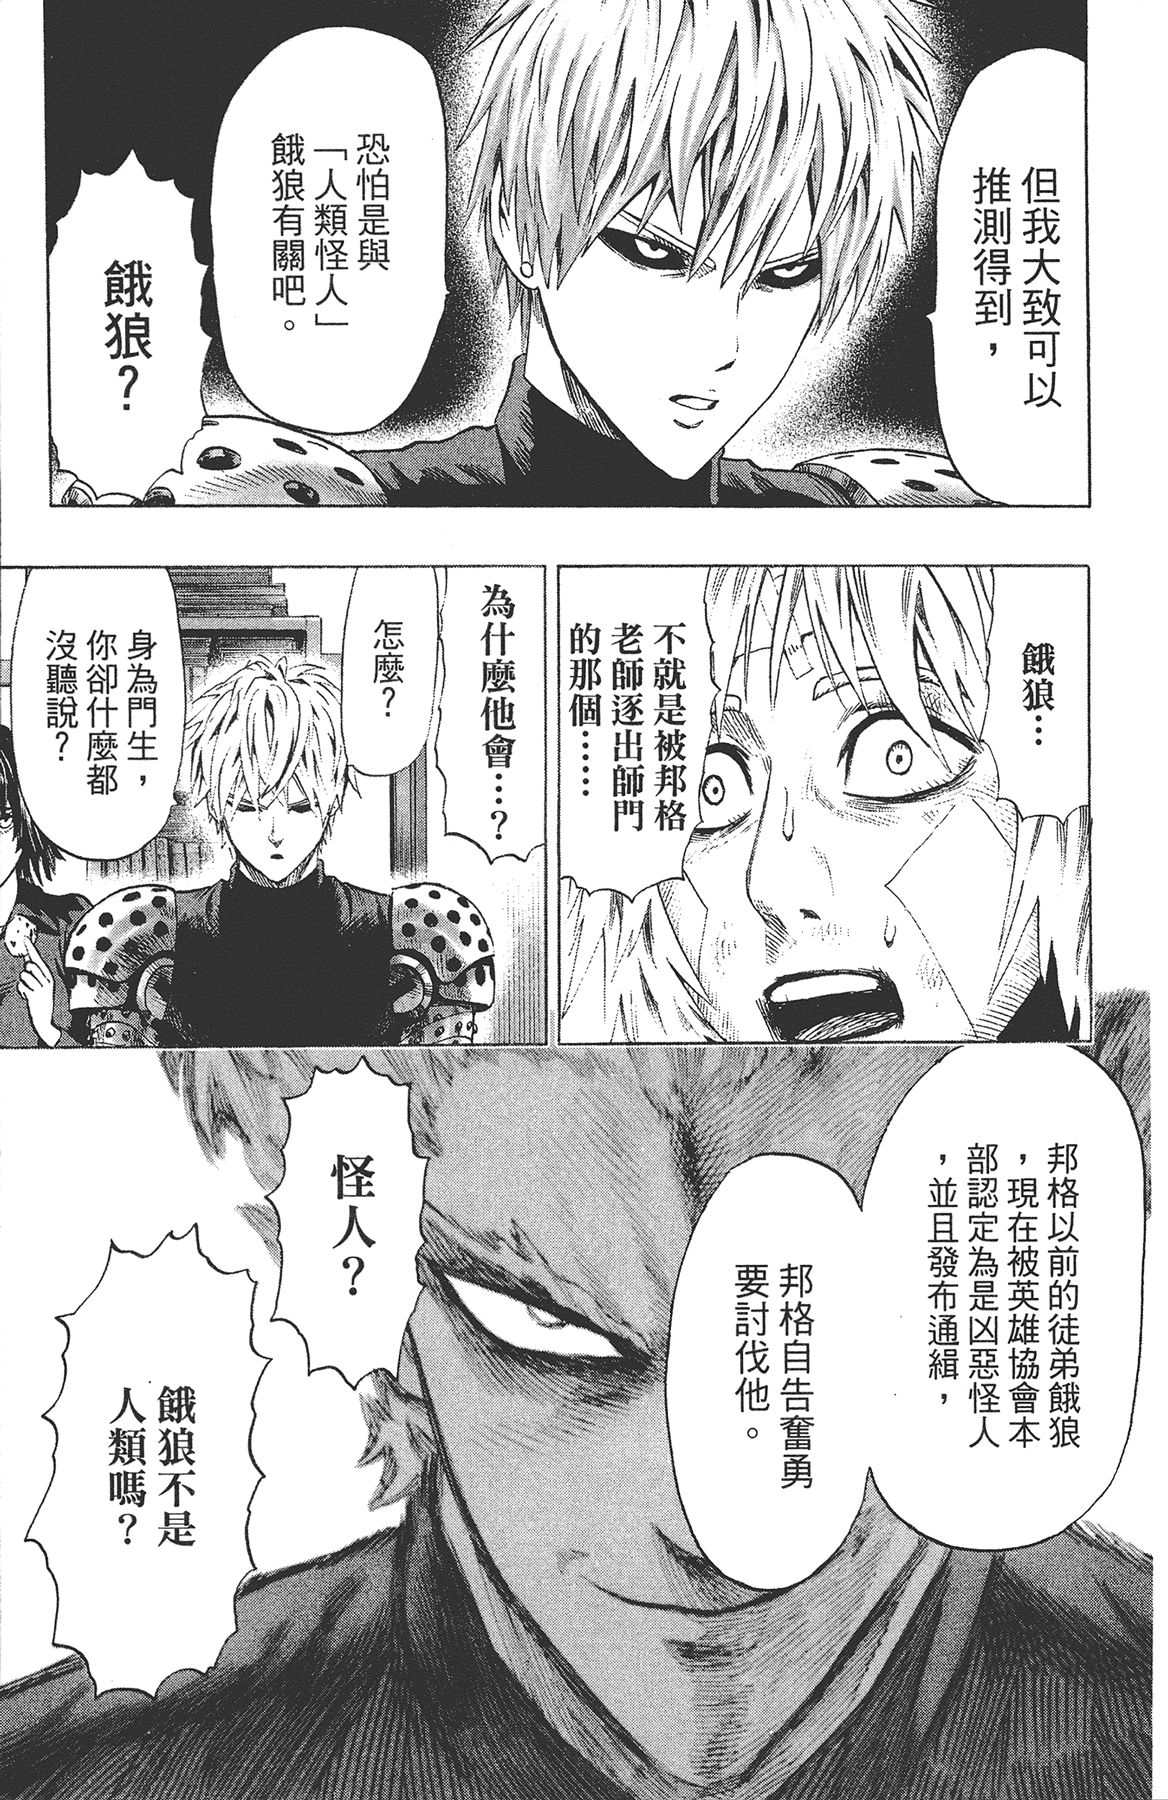 但我大致可以
推測得到，
恐怕是與
「人類怪人」
餓狼有關吧。
餓狼？
餓狼…
不就是被邦格
老師逐出師門
的那個……
為什麼他會…？
怎麼？
身為門生，
你卻什麼都
沒聽說？
邦格以前的徒弟餓狼
，現在被英雄協會本
部認定為是凶惡怪人
，並且發布通緝，
邦格自告奮勇
要討伐他。
怪人？
餓狼不是
人類嗎？